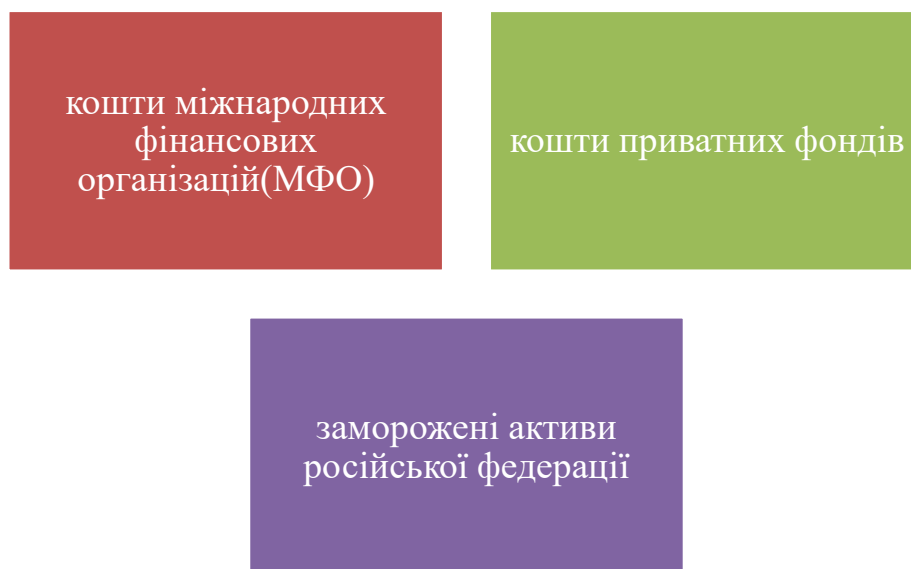 кошти міжнародних
фінансових
організацій(МФО)
кошти приватних фондів
заморожені активи
російської федерації